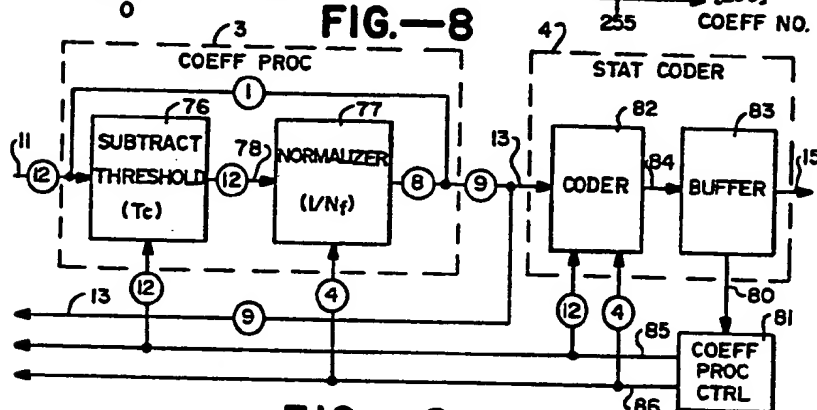 0
FIG.—8
255
COEFF NO.
3
COEFF PROC
4
STAT CODER
1
76
77
82
83
11
12
SUBTRACT
THRESHOLD
(Tc)
12
78
NORMALIZER
(1/Nf)
8
9
13
CODER
84
BUFFER
15
12
4
12
4
80
81
13
9
85
COEFF
PROC
CTRL
86